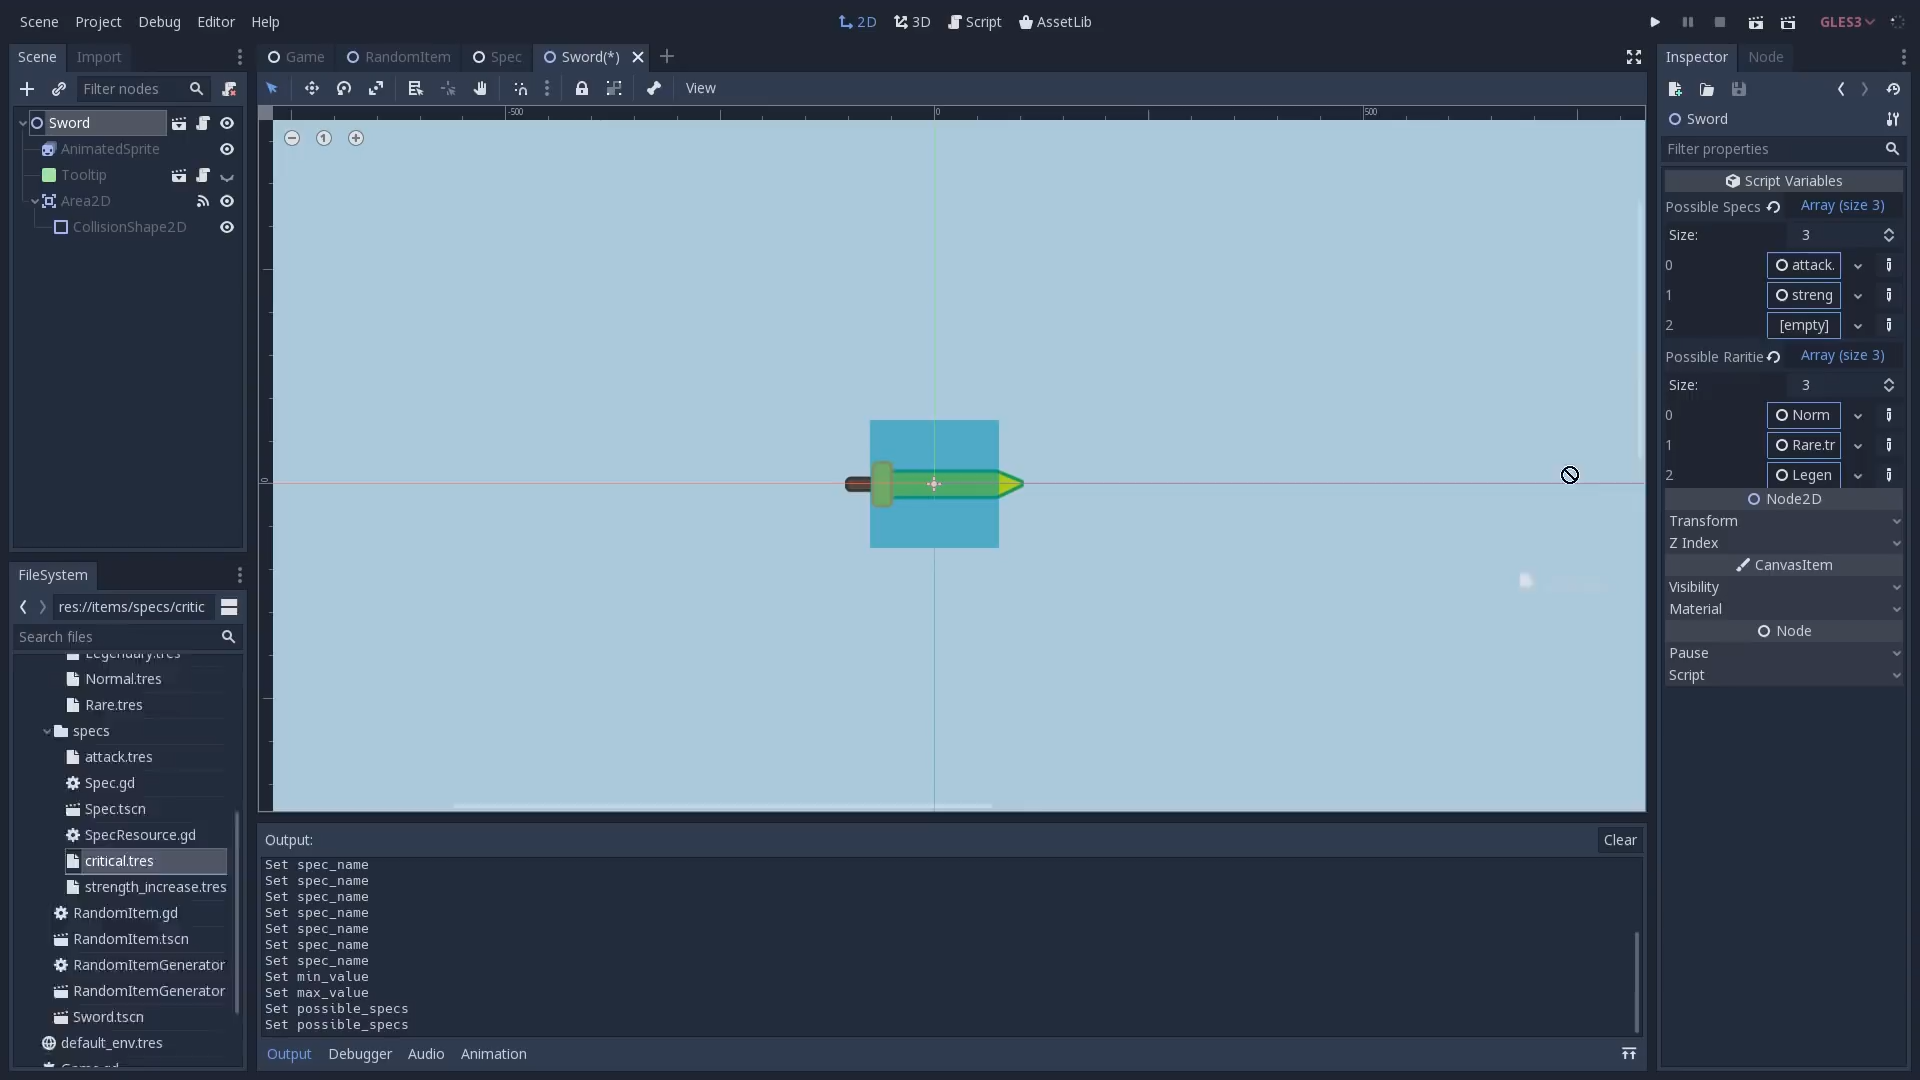 Scene Project Debug Editor Help
2D 3D Script AssetLib
GLES3
Scene Import
Game RandomItem Spec Sword(*)
Inspector Node
Filter nodes
View
-500 0 500
Sword
AnimatedSprite
Tooltip
Area2D
CollisionShape2D
1
0
FileSystem
res://items/specs/critic
Search files
Legendary.tres
Normal.tres
Rare.tres
specs
attack.tres
Spec.gd
Spec.tscn
SpecResource.gd
critical.tres
strength_increase.tres
RandomItem.gd
RandomItem.tscn
RandomItemGenerator
RandomItemGenerator
Sword.tscn
default_env.tres
Output:
Clear
Set spec_name
Set spec_name
Set spec_name
Set spec_name
Set spec_name
Set spec_name
Set spec_name
Set min_value
Set max_value
Set possible_specs
Set possible_specs
Output Debugger Audio Animation
Sword
Filter properties
Script Variables
Possible Specs Array (size 3)
Size: 3
0 attack.
1 streng
2 [empty]
Possible Raritie Array (size 3)
Size: 3
0 Norm
1 Rare.tr
2 Legen
Node2D
Transform
Z Index
CanvasItem
Visibility
Material
Node
Pause
Script